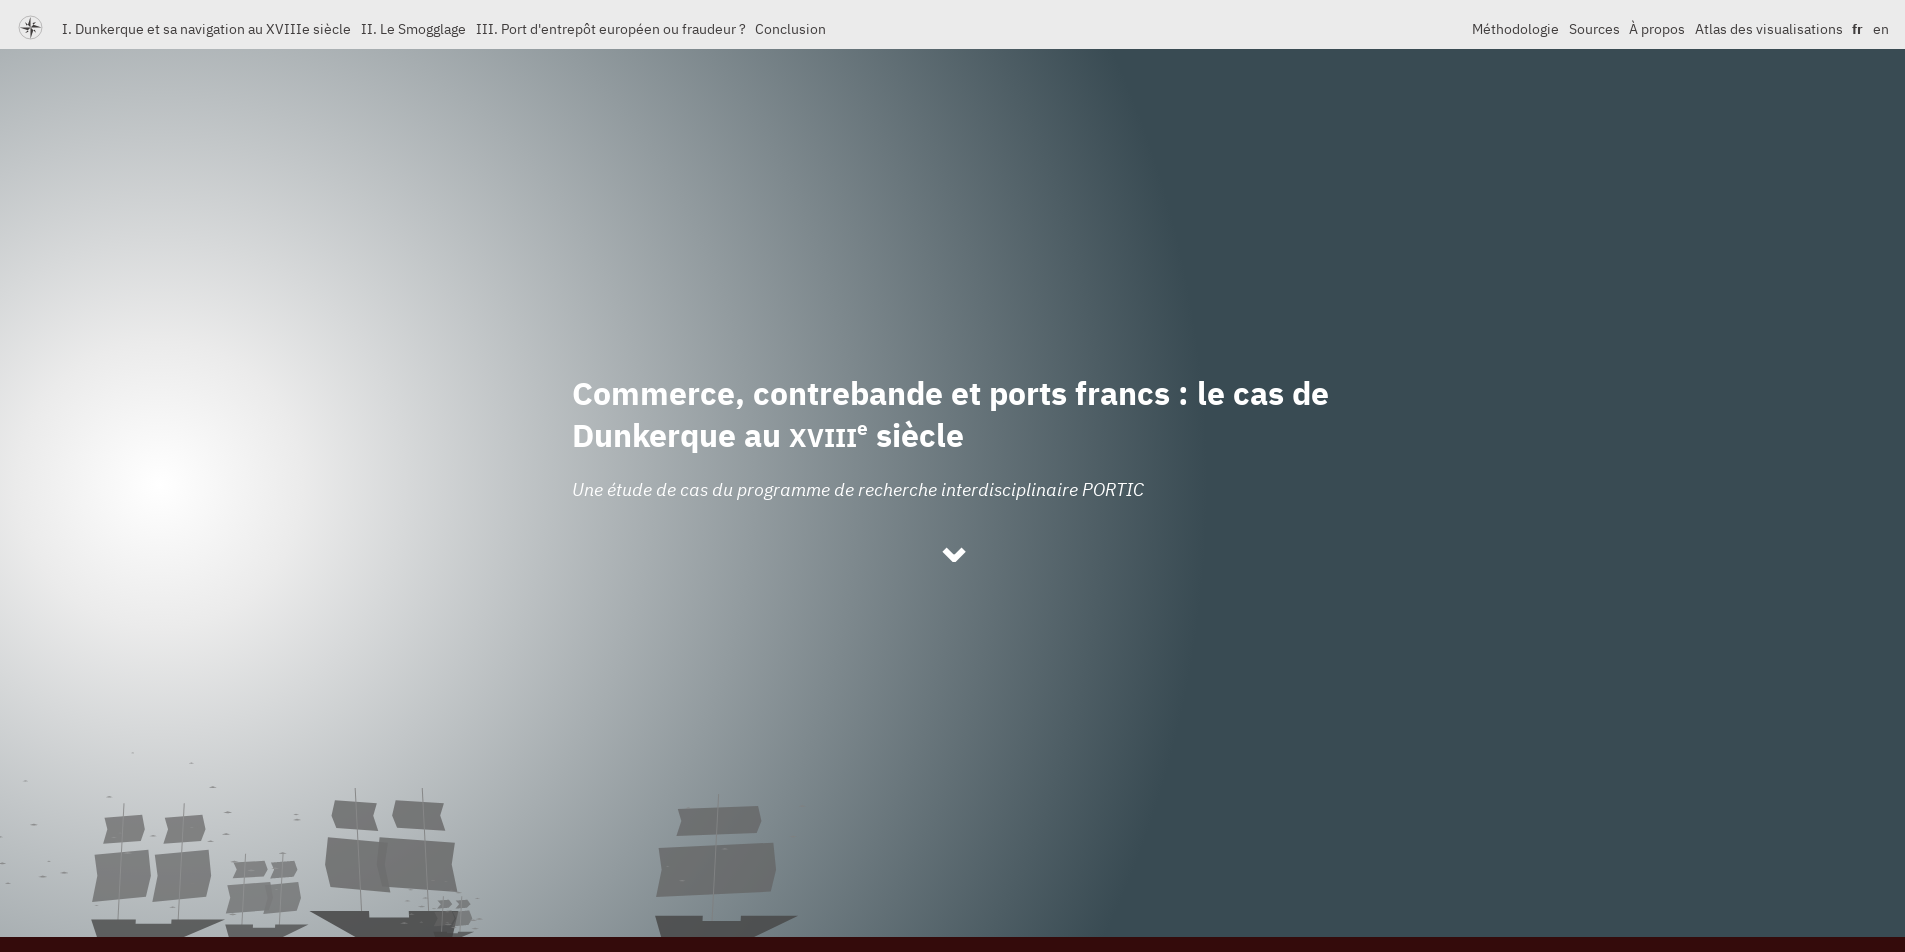 I. Dunkerque et sa navigation au XVIIIe siècle II. Le Smogglage III. Port d'entrepôt européen ou fraudeur ? Conclusion Méthodologie Sources À propos Atlas des visualisations fr en
Commerce, contrebande et ports francs : le cas de
Dunkerque au XVIIIe siècle
Une étude de cas du programme de recherche interdisciplinaire PORTIC